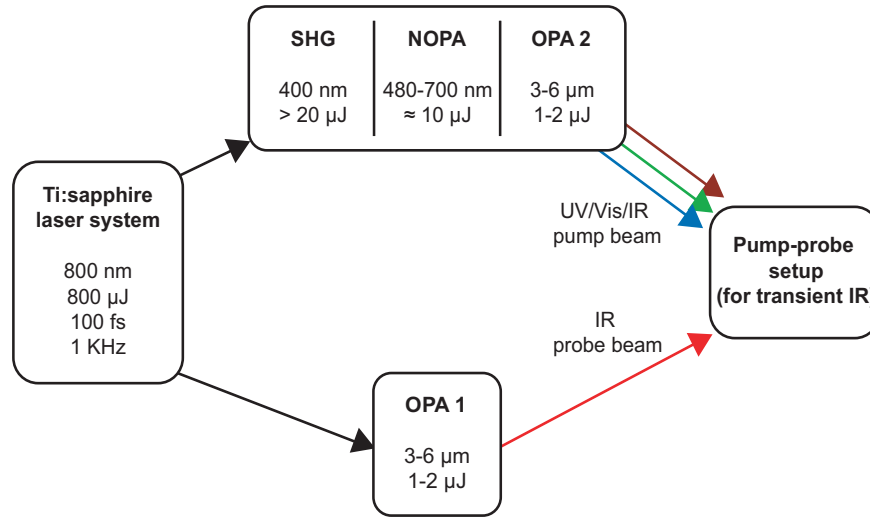 SHG
400 nm
> 20 µJ
NOPA
480-700 nm
≈ 10 µJ
OPA 2
3-6 µm
1-2 µJ
Ti:sapphire
laser system
800 nm
800 µJ
100 fs
1 KHz
UV/Vis/IR
pump beam
Pump-probe
setup
(for transient IR)
IR
probe beam
OPA 1
3-6 µm
1-2 µJ